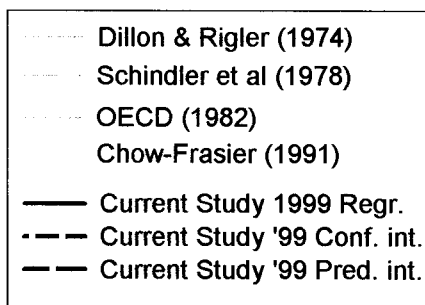 Dillon & Rigler (1974)
Schindler et al (1978)
OECD (1982)
Chow-Frasier (1991)
Current Study 1999 Regr.
Current Study '99 Conf. int.
Current Study '99 Pred. int.